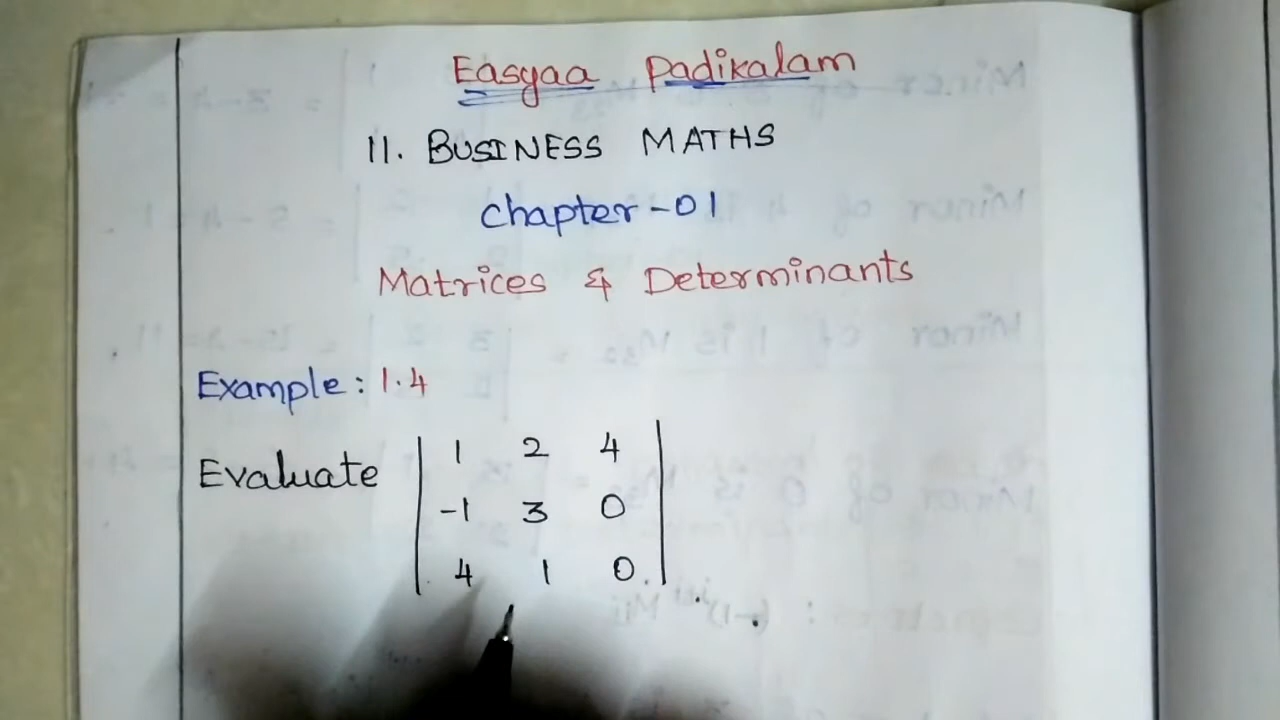 Easyaa Padikalam
11. BUSINESS MATHS
Chapter-01
Matrices & Determinants
Example: 1.4
Evaluate | 1 2 4 |
| -1 3 0 |
| 4 1 0 |